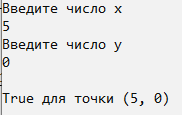 Введите число x
5
Введите число y
0
True для точки (5, 0)